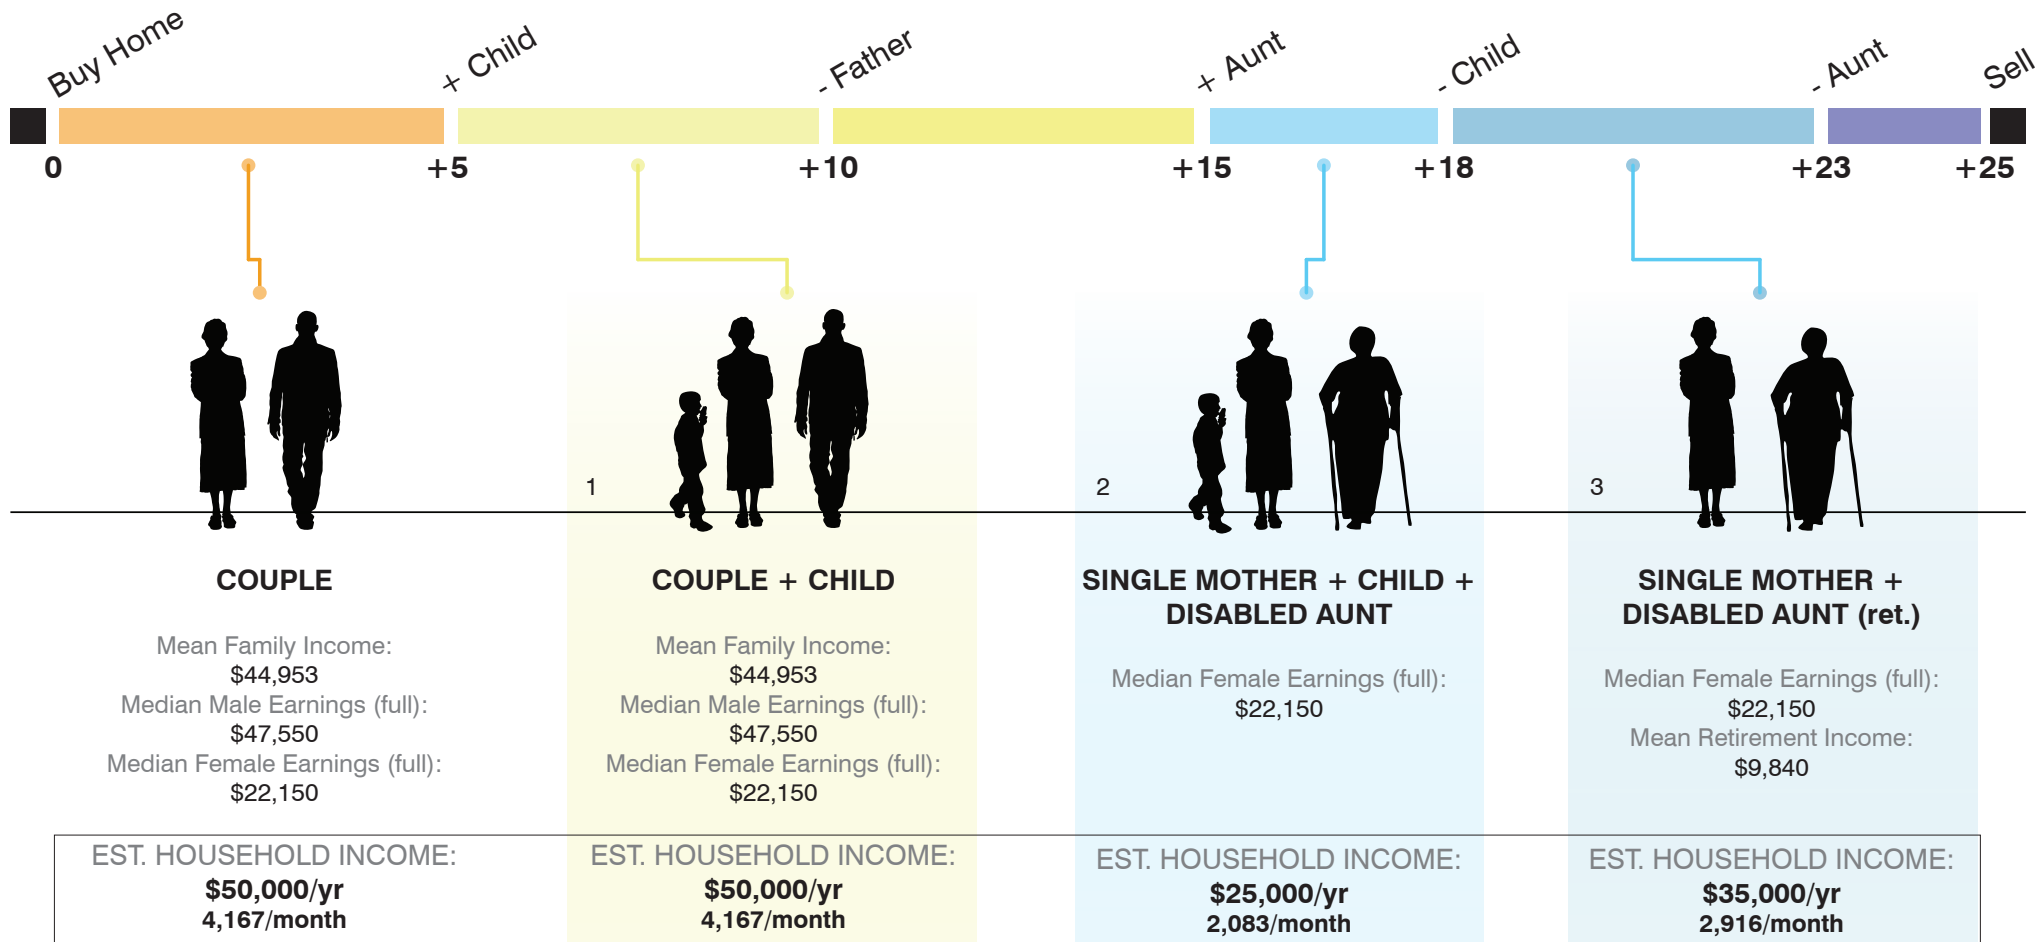 Buy Home
+ Child
- Father
+ Aunt
- Child
- Aunt
Sell
0
+5
+10
+15
+18
+23
+25
1
2
3
COUPLE
Mean Family Income:
$44,953
Median Male Earnings (full):
$47,550
Median Female Earnings (full):
$22,150
EST. HOUSEHOLD INCOME:
$50,000/yr
4,167/month
COUPLE + CHILD
Mean Family Income:
$44,953
Median Male Earnings (full):
$47,550
Median Female Earnings (full):
$22,150
EST. HOUSEHOLD INCOME:
$50,000/yr
4,167/month
SINGLE MOTHER + CHILD +
DISABLED AUNT
Median Female Earnings (full):
$22,150
EST. HOUSEHOLD INCOME:
$25,000/yr
2,083/month
SINGLE MOTHER +
DISABLED AUNT (ret.)
Median Female Earnings (full):
$22,150
Mean Retirement Income:
$9,840
EST. HOUSEHOLD INCOME:
$35,000/yr
2,916/month